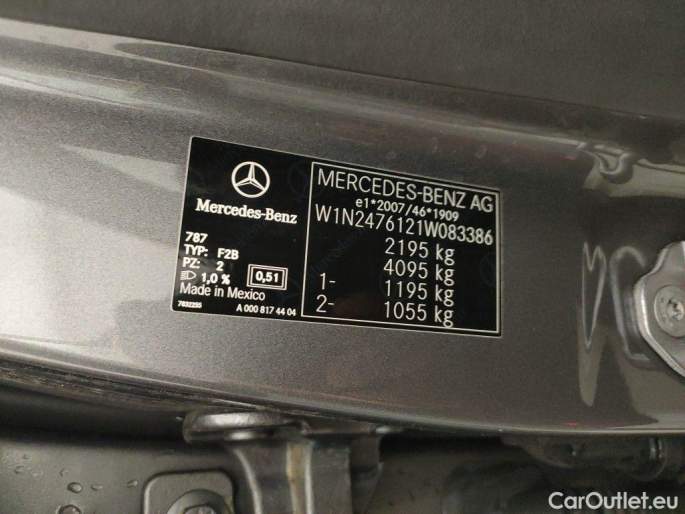 Mercedes-Benz
787
TYP: F2B
PZ: 2
1,0 % 0,51
Made in Mexico
7832255 A 000 817 44 04
MERCEDES-BENZ AG
e1*2007/46*1909
W1N2476121W083386
2195 kg
4095 kg
1- 1195 kg
2- 1055 kg
CarOutlet.eu